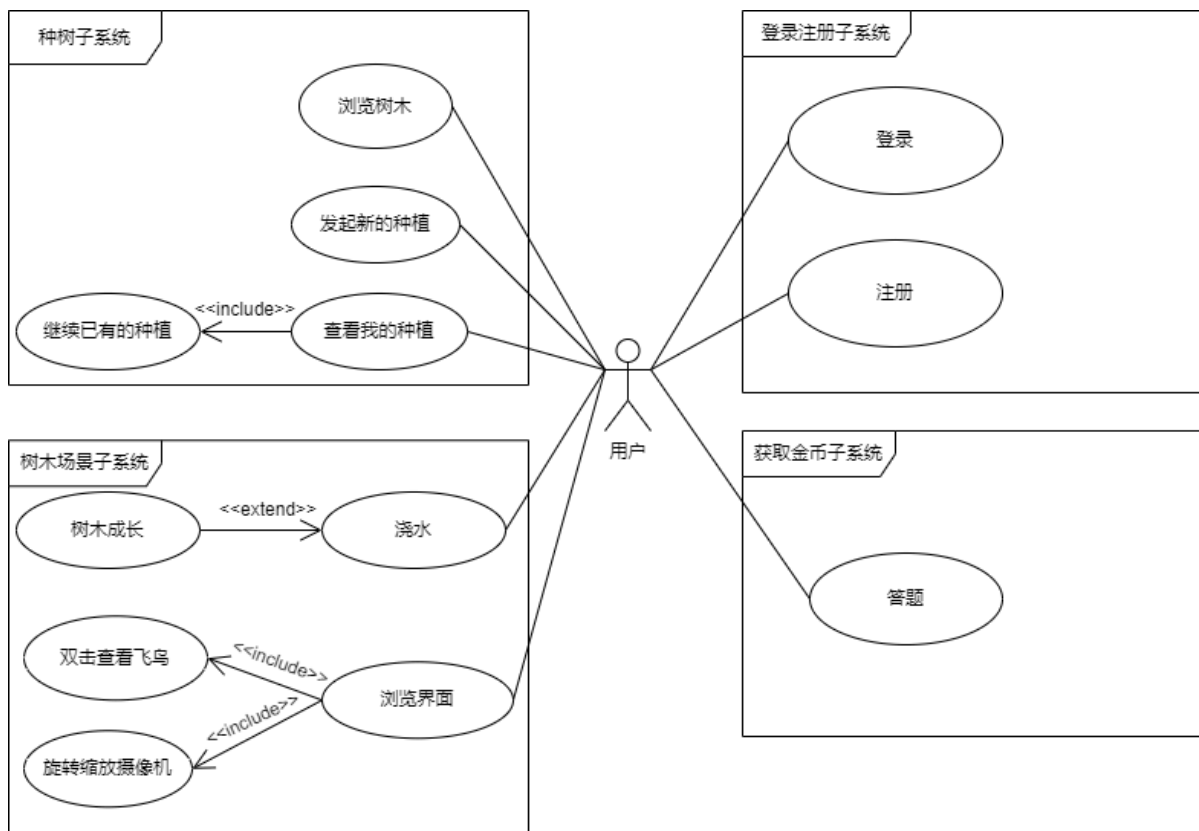 种树子系统
浏览树木
发起新的种植
<<include>>
继续已有的种植
查看我的种植
登录注册子系统
登录
注册
用户
树木场景子系统
<<extend>>
树木成长
浇水
双击查看飞鸟
<<include>>
浏览界面
<<include>>
旋转缩放摄像机
获取金币子系统
答题